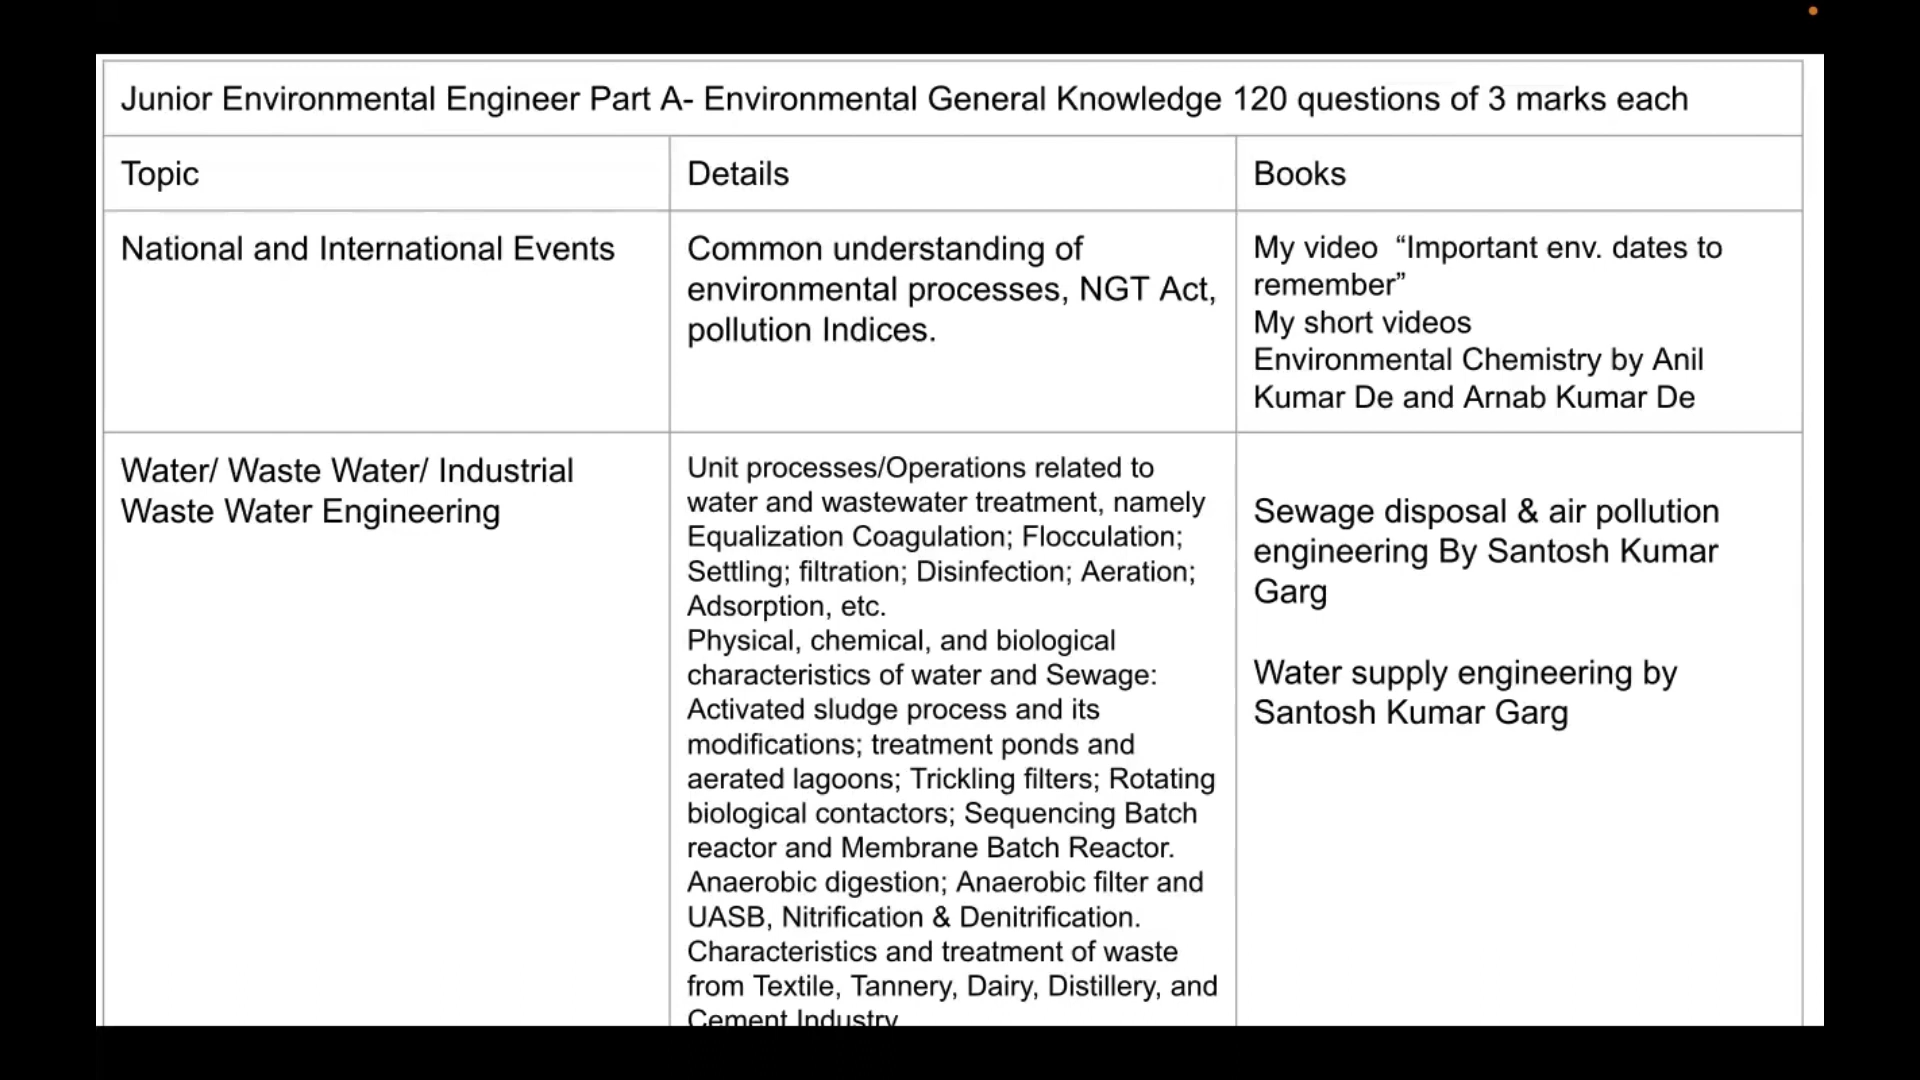 Junior Environmental Engineer Part A- Environmental General Knowledge 120 questions of 3 marks each
Topic
Details
Books
National and International Events
Common understanding of
environmental processes, NGT Act,
pollution Indices.
My video “Important env. dates to
remember”
My short videos
Environmental Chemistry by Anil
Kumar De and Arnab Kumar De
Water/ Waste Water/ Industrial
Waste Water Engineering
Unit processes/Operations related to
water and wastewater treatment, namely
Equalization Coagulation; Flocculation;
Settling; filtration; Disinfection; Aeration;
Adsorption, etc.
Physical, chemical, and biological
characteristics of water and Sewage:
Activated sludge process and its
modifications; treatment ponds and
aerated lagoons; Trickling filters; Rotating
biological contactors; Sequencing Batch
reactor and Membrane Batch Reactor.
Anaerobic digestion; Anaerobic filter and
UASB, Nitrification & Denitrification.
Characteristics and treatment of waste
from Textile, Tannery, Dairy, Distillery, and
Cement Industry
Sewage disposal & air pollution
engineering By Santosh Kumar
Garg
Water supply engineering by
Santosh Kumar Garg